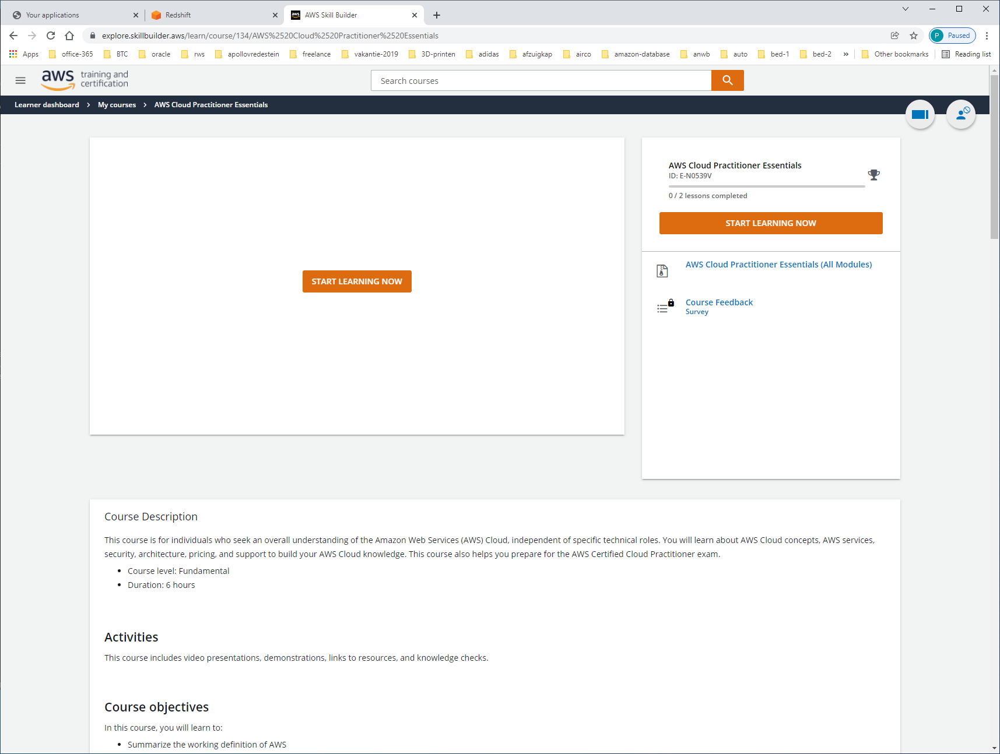 Your applications
Redshift
aws
AWS Skill Builder
explore.skillbuilder.aws/learn/course/134/AWS%2520Cloud%2520Practitioner%2520Essentials
P
Paused
Apps
office-365
BTC
oracle
rws
apollovredestein
freelance
vakantie-2019
3D-printen
adidas
afzuigkap
airco
amazon-database
anwb
auto
bed-1
bed-2
»
Other bookmarks
Reading list
aws training and
certification
Search courses
Learner dashboard > My courses > AWS Cloud Practitioner Essentials
AWS Cloud Practitioner Essentials
ID: E-N0539V
0 / 2 lessons completed
START LEARNING NOW
START LEARNING NOW
AWS Cloud Practitioner Essentials (All Modules)
Course Feedback
Survey
Course Description
This course is for individuals who seek an overall understanding of the Amazon Web Services (AWS) Cloud, independent of specific technical roles. You will learn about AWS Cloud concepts, AWS services,
security, architecture, pricing, and support to build your AWS Cloud knowledge. This course also helps you prepare for the AWS Certified Cloud Practitioner exam.
• Course level: Fundamental
• Duration: 6 hours
Activities
This course includes video presentations, demonstrations, links to resources, and knowledge checks.
Course objectives
In this course, you will learn to:
• Summarize the working definition of AWS